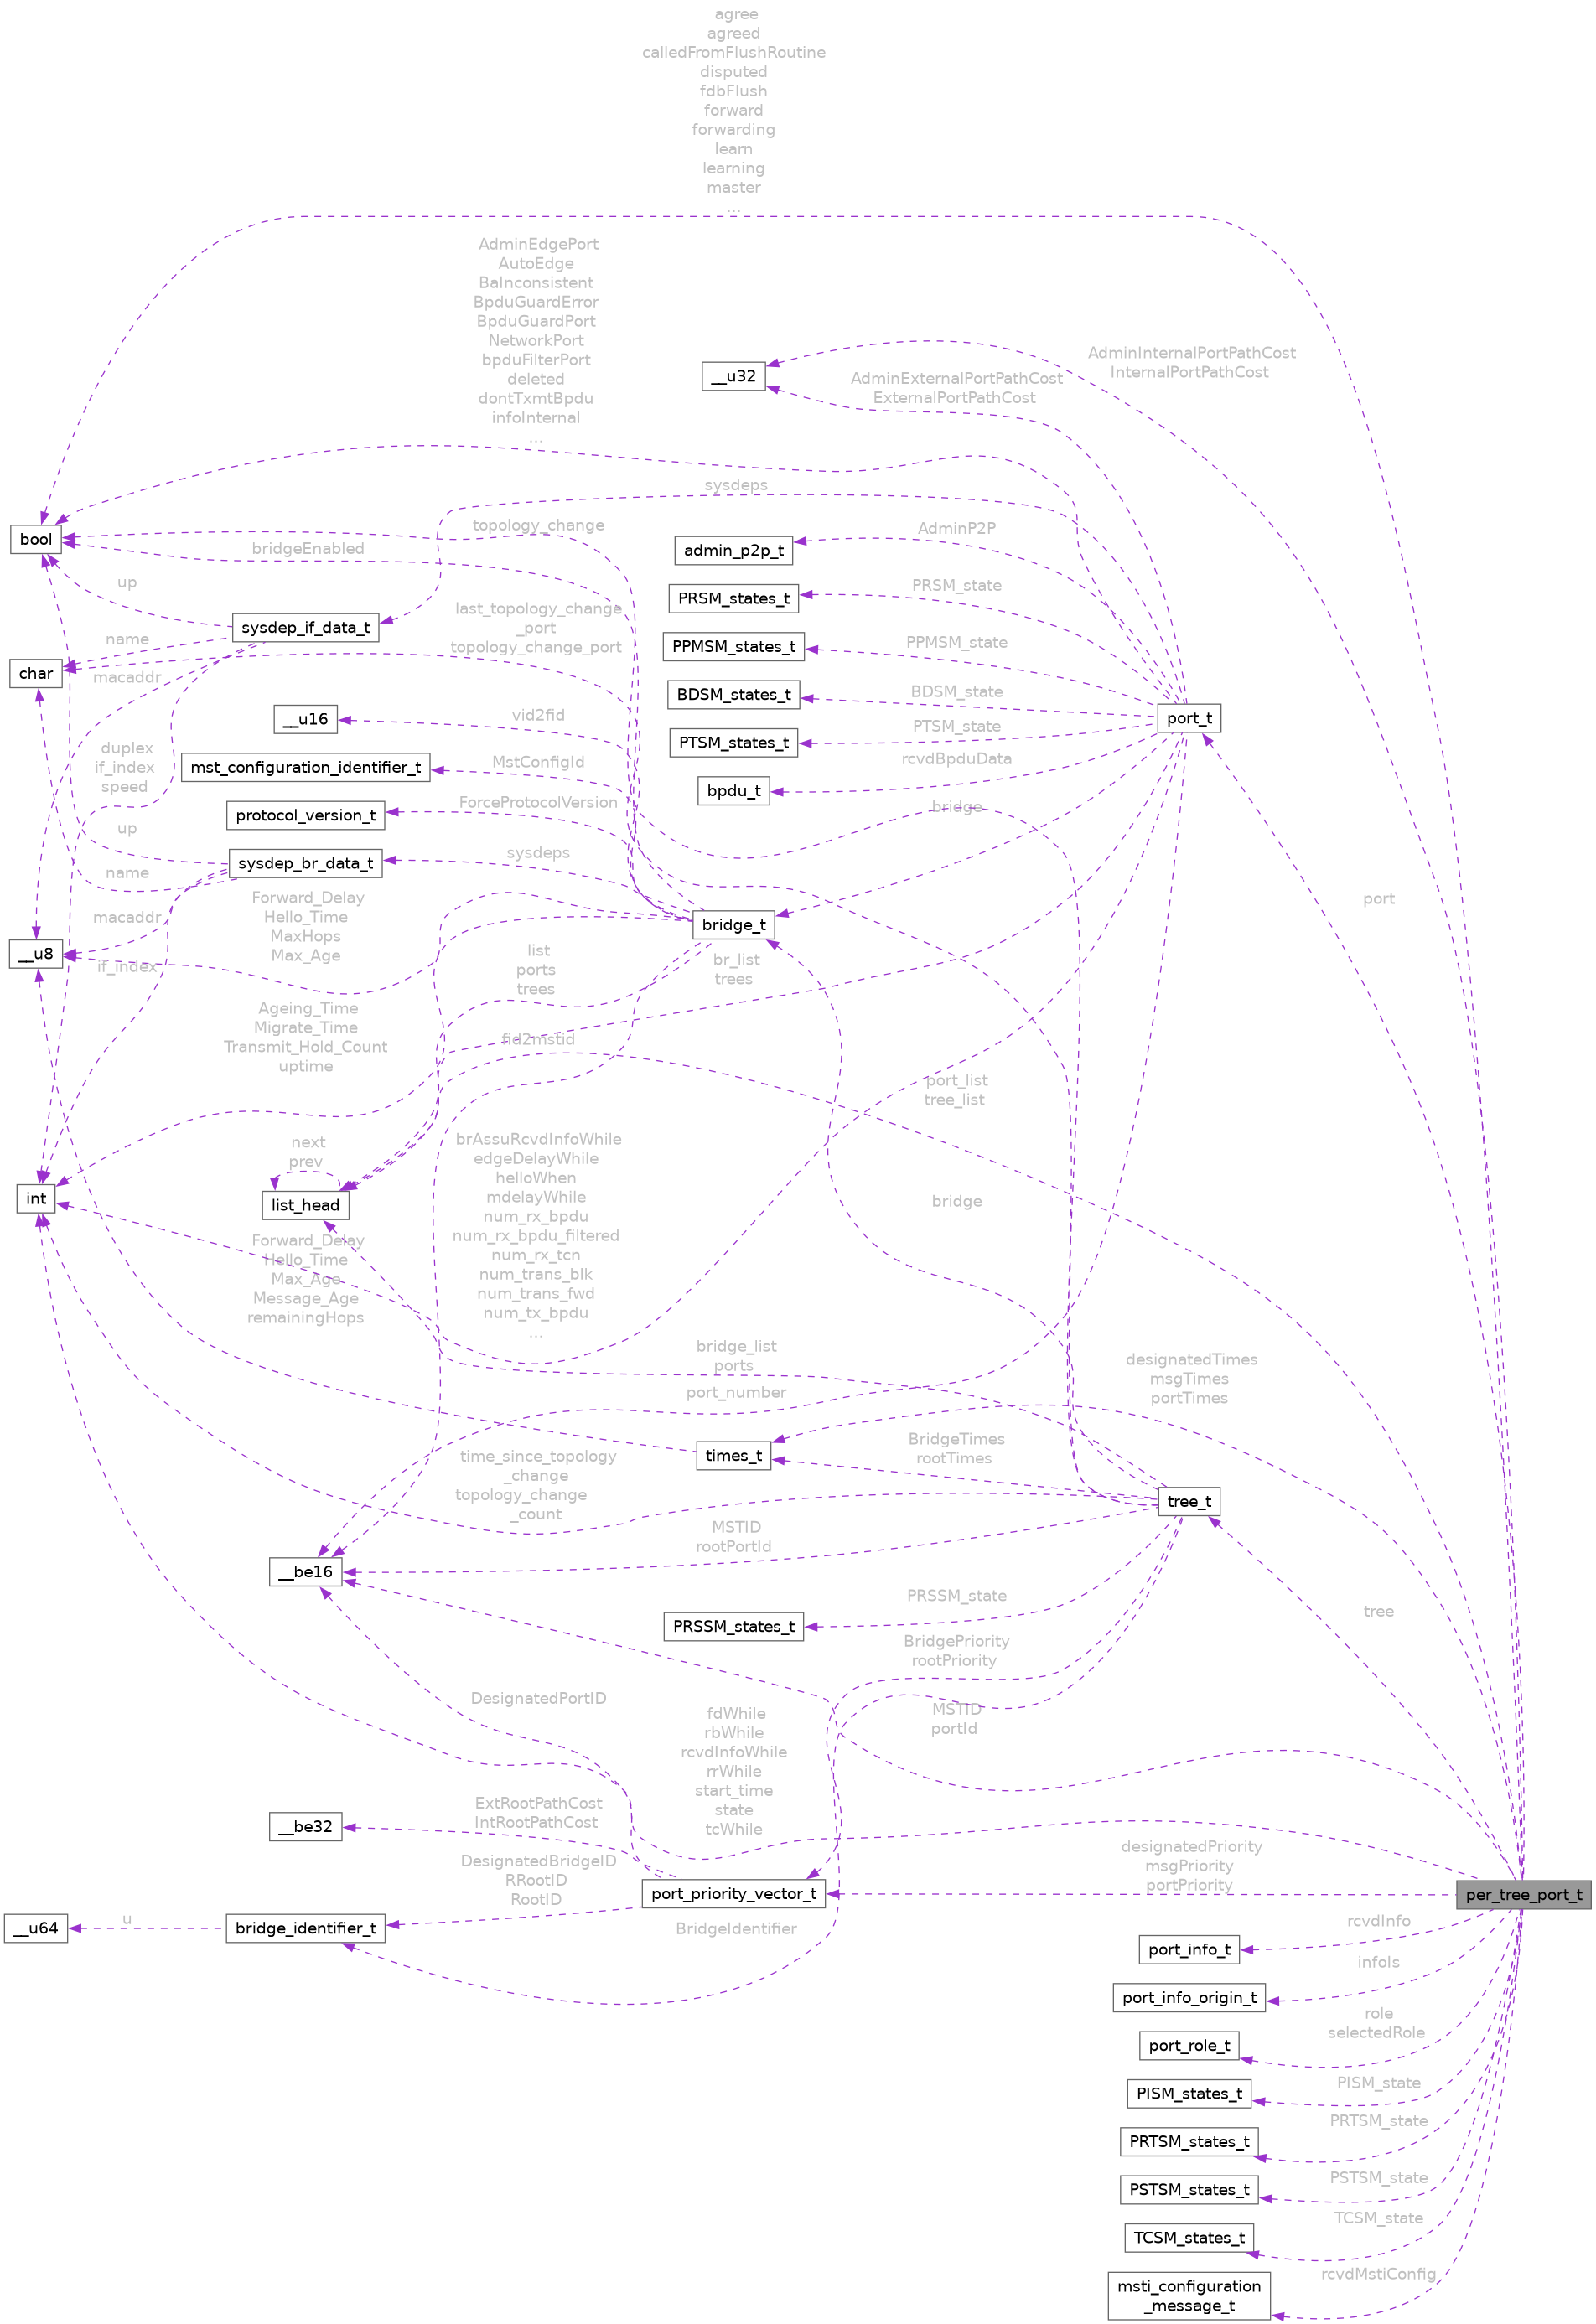 agree
agreed
calledFromFlushRoutine
disputed
fdbFlush
forward
forwarding
learn
learning
master
...
AdminEdgePort
AutoEdge
BaInconsistent
BpduGuardError
BpduGuardPort
NetworkPort
bpduFilterPort
deleted
dontTxmtBpdu
infoInternal
...
__u32
AdminInternalPortPathCost
InternalPortPathCost
AdminExternalPortPathCost
ExternalPortPathCost
sysdeps
bool
topology_change
bridgeEnabled
AdminP2P
admin_p2p_t
up
PRSM_state
PRSM_states_t
sysdep_if_data_t
last_topology_change
_port
topology_change_port
name
PPMSM_state
PPMSM_states_t
char
macaddr
BDSM_state
BDSM_states_t
__u16
vid2fid
port_t
PTSM_state
PTSM_states_t
duplex
if_index
speed
mst_configuration_identifier_t
MstConfigId
rcvdBpduData
bpdu_t
protocol_version_t
ForceProtocolVersion
bridge
port
up
sysdep_br_data_t
sysdeps
name
Forward_Delay
Hello_Time
MaxHops
Max_Age
macaddr
bridge_t
__u8
if_index
list
ports
trees
br_list
trees
Ageing_Time
Migrate_Time
Transmit_Hold_Count
uptime
fid2mstid
port_list
tree_list
next
prev
list_head
int
brAssuRcvdInfoWhile
edgeDelayWhile
helloWhen
mdelayWhile
num_rx_bpdu
num_rx_bpdu_filtered
num_rx_tcn
num_trans_blk
num_trans_fwd
num_tx_bpdu
...
bridge
Forward_Delay
Hello_Time
Max_Age
Message_Age
remainingHops
bridge_list
ports
port_number
designatedTimes
msgTimes
portTimes
times_t
BridgeTimes
rootTimes
time_since_topology
_change
topology_change
_count
tree_t
__be16
MSTID
rootPortId
PRSSM_states_t
PRSSM_state
tree
BridgePriority
rootPriority
DesignatedPortID
MSTID
portId
fdWhile
rbWhile
rcvdInfoWhile
rrWhile
start_time
state
tcWhile
__be32
ExtRootPathCost
IntRootPathCost
designatedPriority
msgPriority
portPriority
DesignatedBridgeID
RRootID
RootID
port_priority_vector_t
per_tree_port_t
__u64
u
bridge_identifier_t
BridgeIdentifier
rcvdInfo
port_info_t
infoIs
port_info_origin_t
role
selectedRole
port_role_t
PISM_state
PISM_states_t
PRTSM_state
PRTSM_states_t
PSTSM_state
PSTSM_states_t
TCSM_state
TCSM_states_t
rcvdMstiConfig
msti_configuration
_message_t